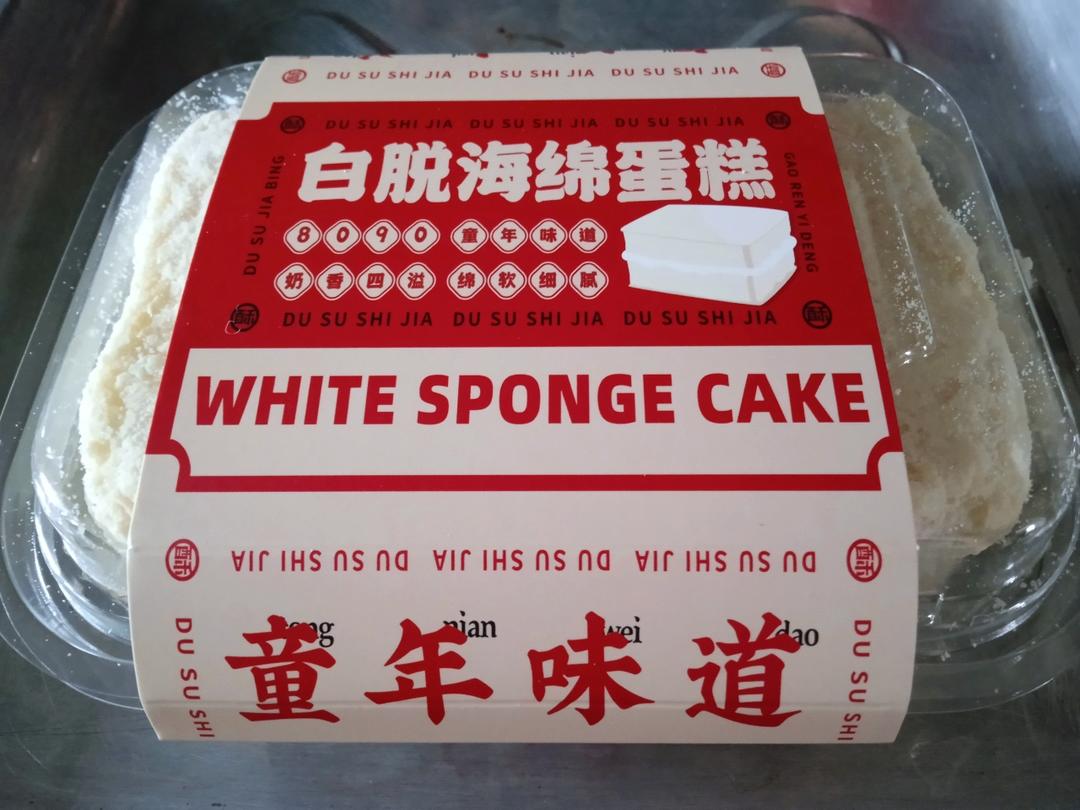 DU SU SHI JIA DU SU SHI JIA DU SU SHI JIA
DU SU SHI JIA DU SU SHI JIA DU SU SHI JIA
DU SU JIA BING
白脱海绵蛋糕
GAO REN YI DENG
8090 童年味道
奶香四溢 绵软细腻
DU SU SHI JIA DU SU SHI JIA DU SU SHI JIA
WHITE SPONGE CAKE
DU SU SHI JIA DU SU SHI JIA DU SU SHI JIA
nian wei dao
童年味道
DU SU SHI
DU SU SHI